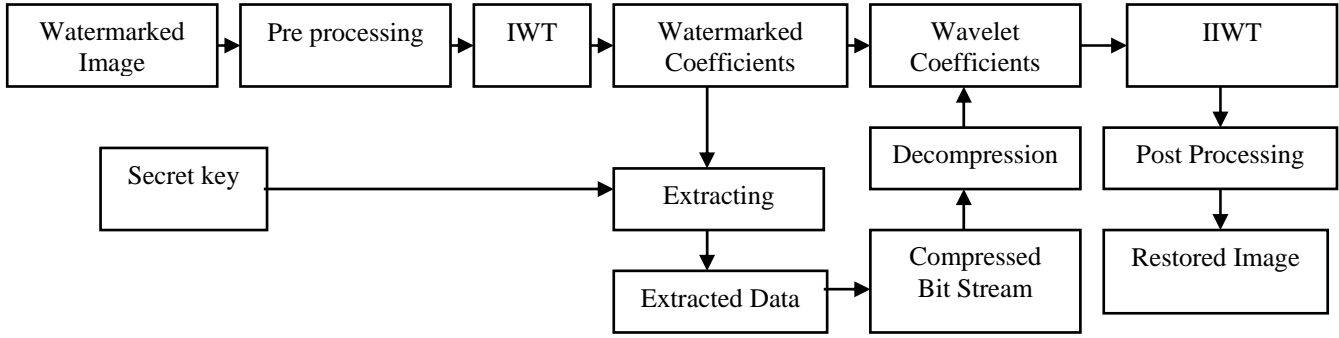 Watermarked
Image
Pre processing
IWT
Watermarked
Coefficients
Wavelet
Coefficients
IIWT
Secret key
Extracting
Decompression
Post Processing
Extracted Data
Compressed
Bit Stream
Restored Image